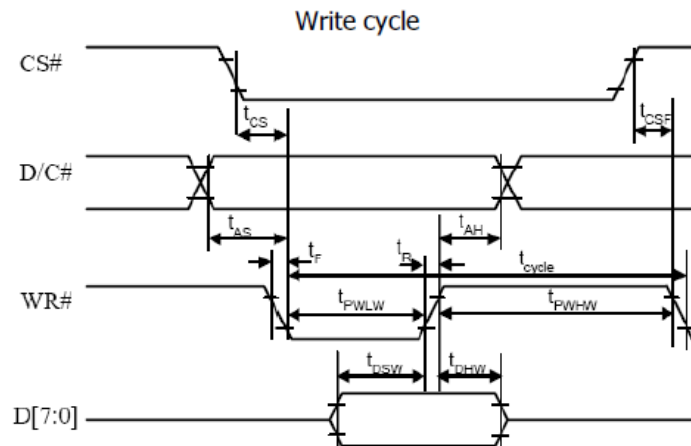 Write cycle
CS#
tCS
tCSF
D/C#
tAS
tAH
tF
tR
tcycle
WR#
tPWLW
tPWHW
tDSW
tDHW
D[7:0]